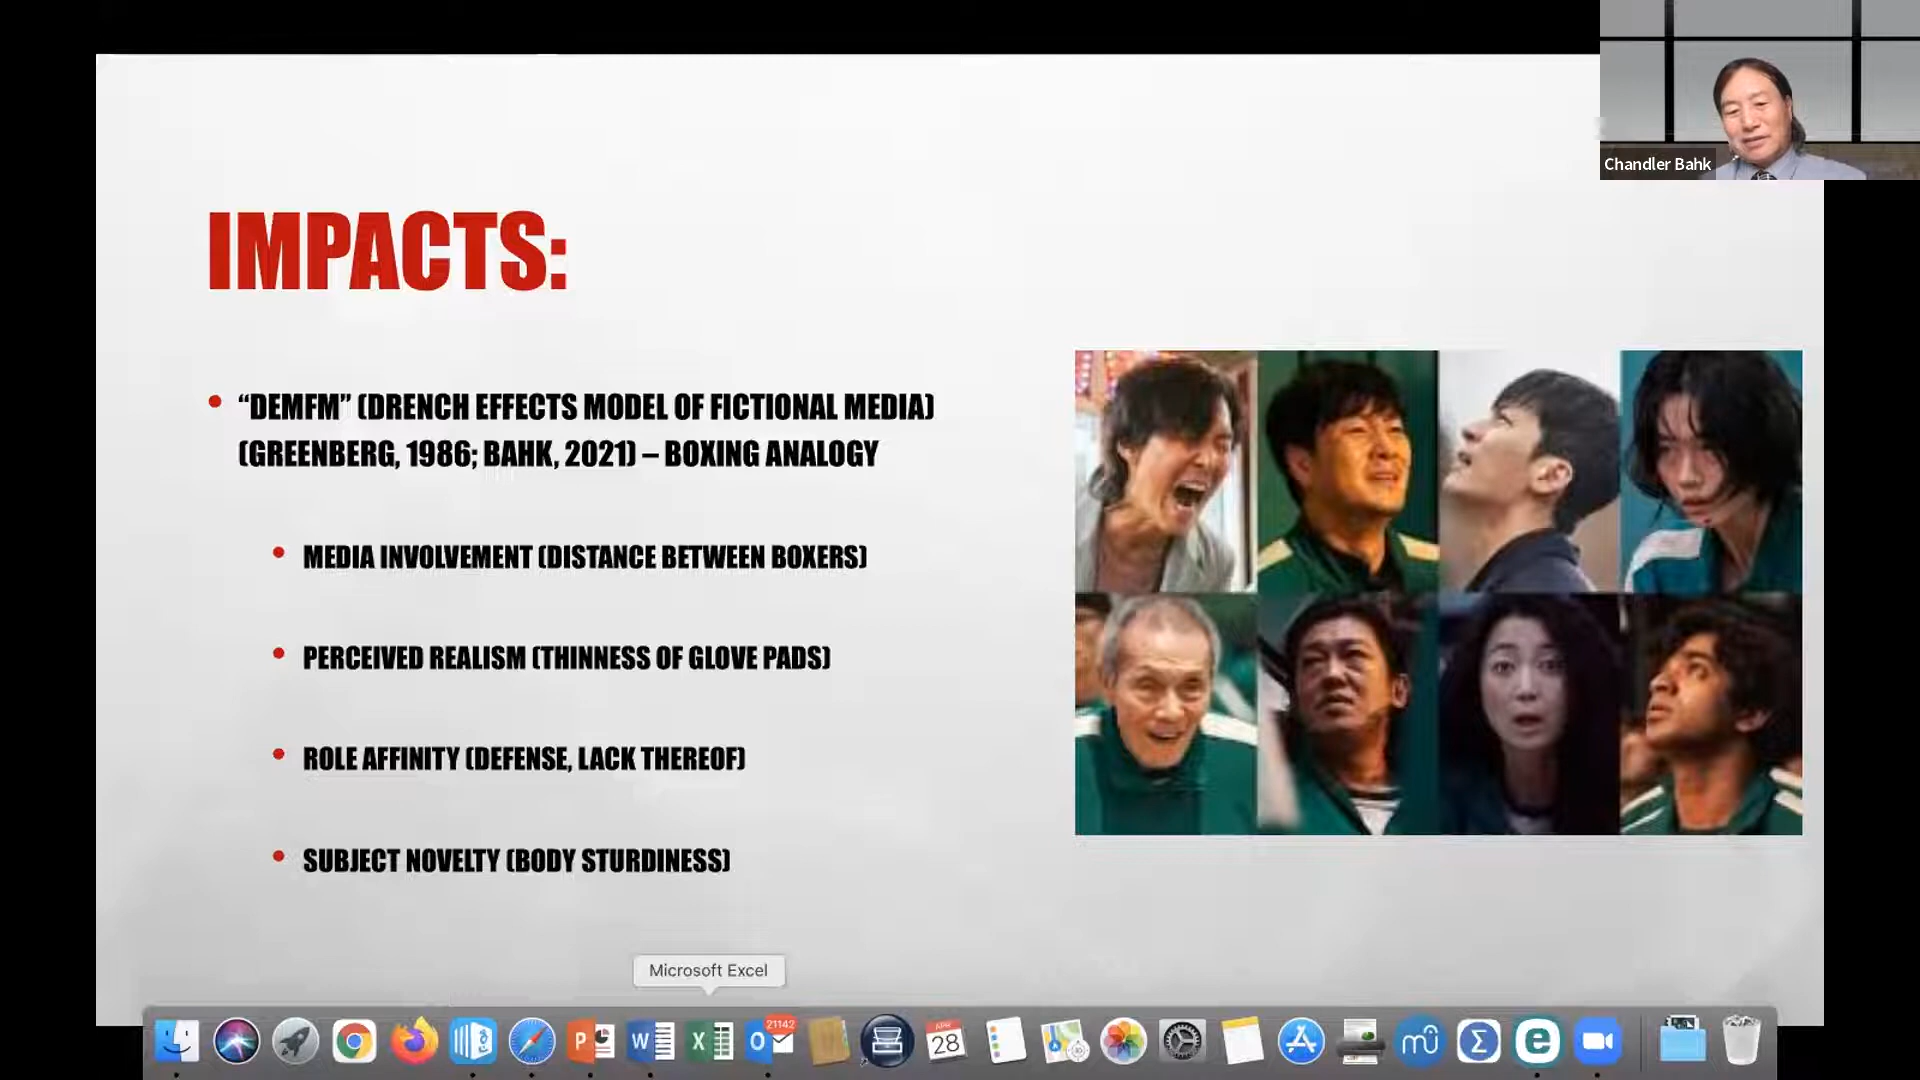 Chandler Bahk
IMPACTS:
“DEMFM” (DRENCH EFFECTS MODEL OF FICTIONAL MEDIA)
(GREENBERG, 1986; BAHK, 2021) – BOXING ANALOGY
MEDIA INVOLVEMENT (DISTANCE BETWEEN BOXERS)
PERCEIVED REALISM (THINNESS OF GLOVE PADS)
ROLE AFFINITY (DEFENSE, LACK THEREOF)
SUBJECT NOVELTY (BODY STURDINESS)
Microsoft Excel
21142
APR
28